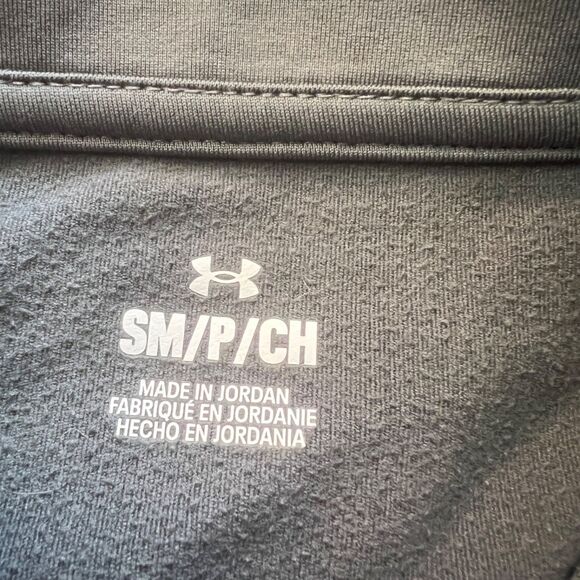 SM/P/CH
MADE IN JORDAN
FABRIQUÉ EN JORDANIE
HECHO EN JORDANIA